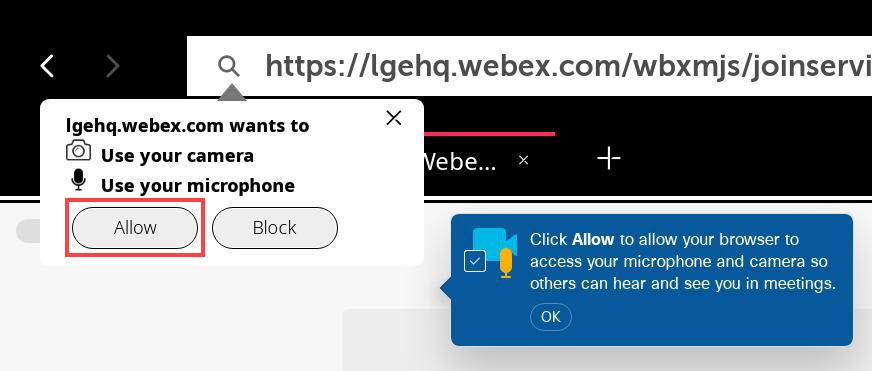 https://lgehq.webex.com/wbxmjs/joinservi
lgehq.webex.com wants to
Use your camera
Use your microphone
Allow
Block
Webe...
Click Allow to allow your browser to
access your microphone and camera so
others can hear and see you in meetings.
OK